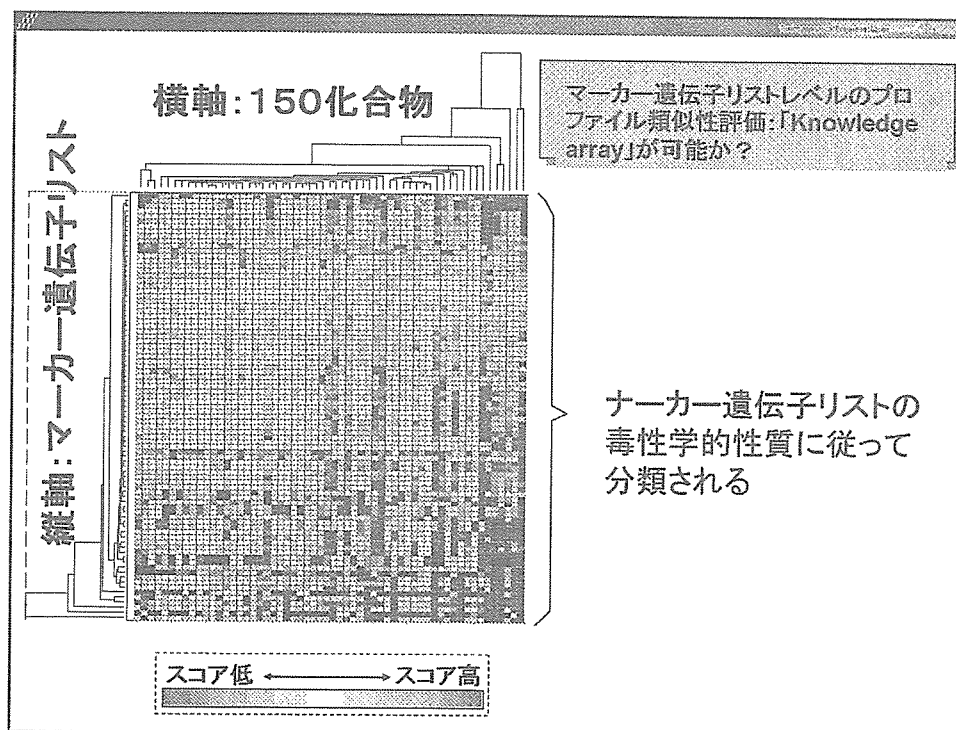 横軸:150化合物
マーカー遺伝子リストレベルのプロ
ファイル類似性評価:「Knowledge
array」が可能か?
縦軸:マーカー遺伝子リスト
ナーカー遺伝子リストの
毒性学的性質に従って
分類される
スコア低 スコア高